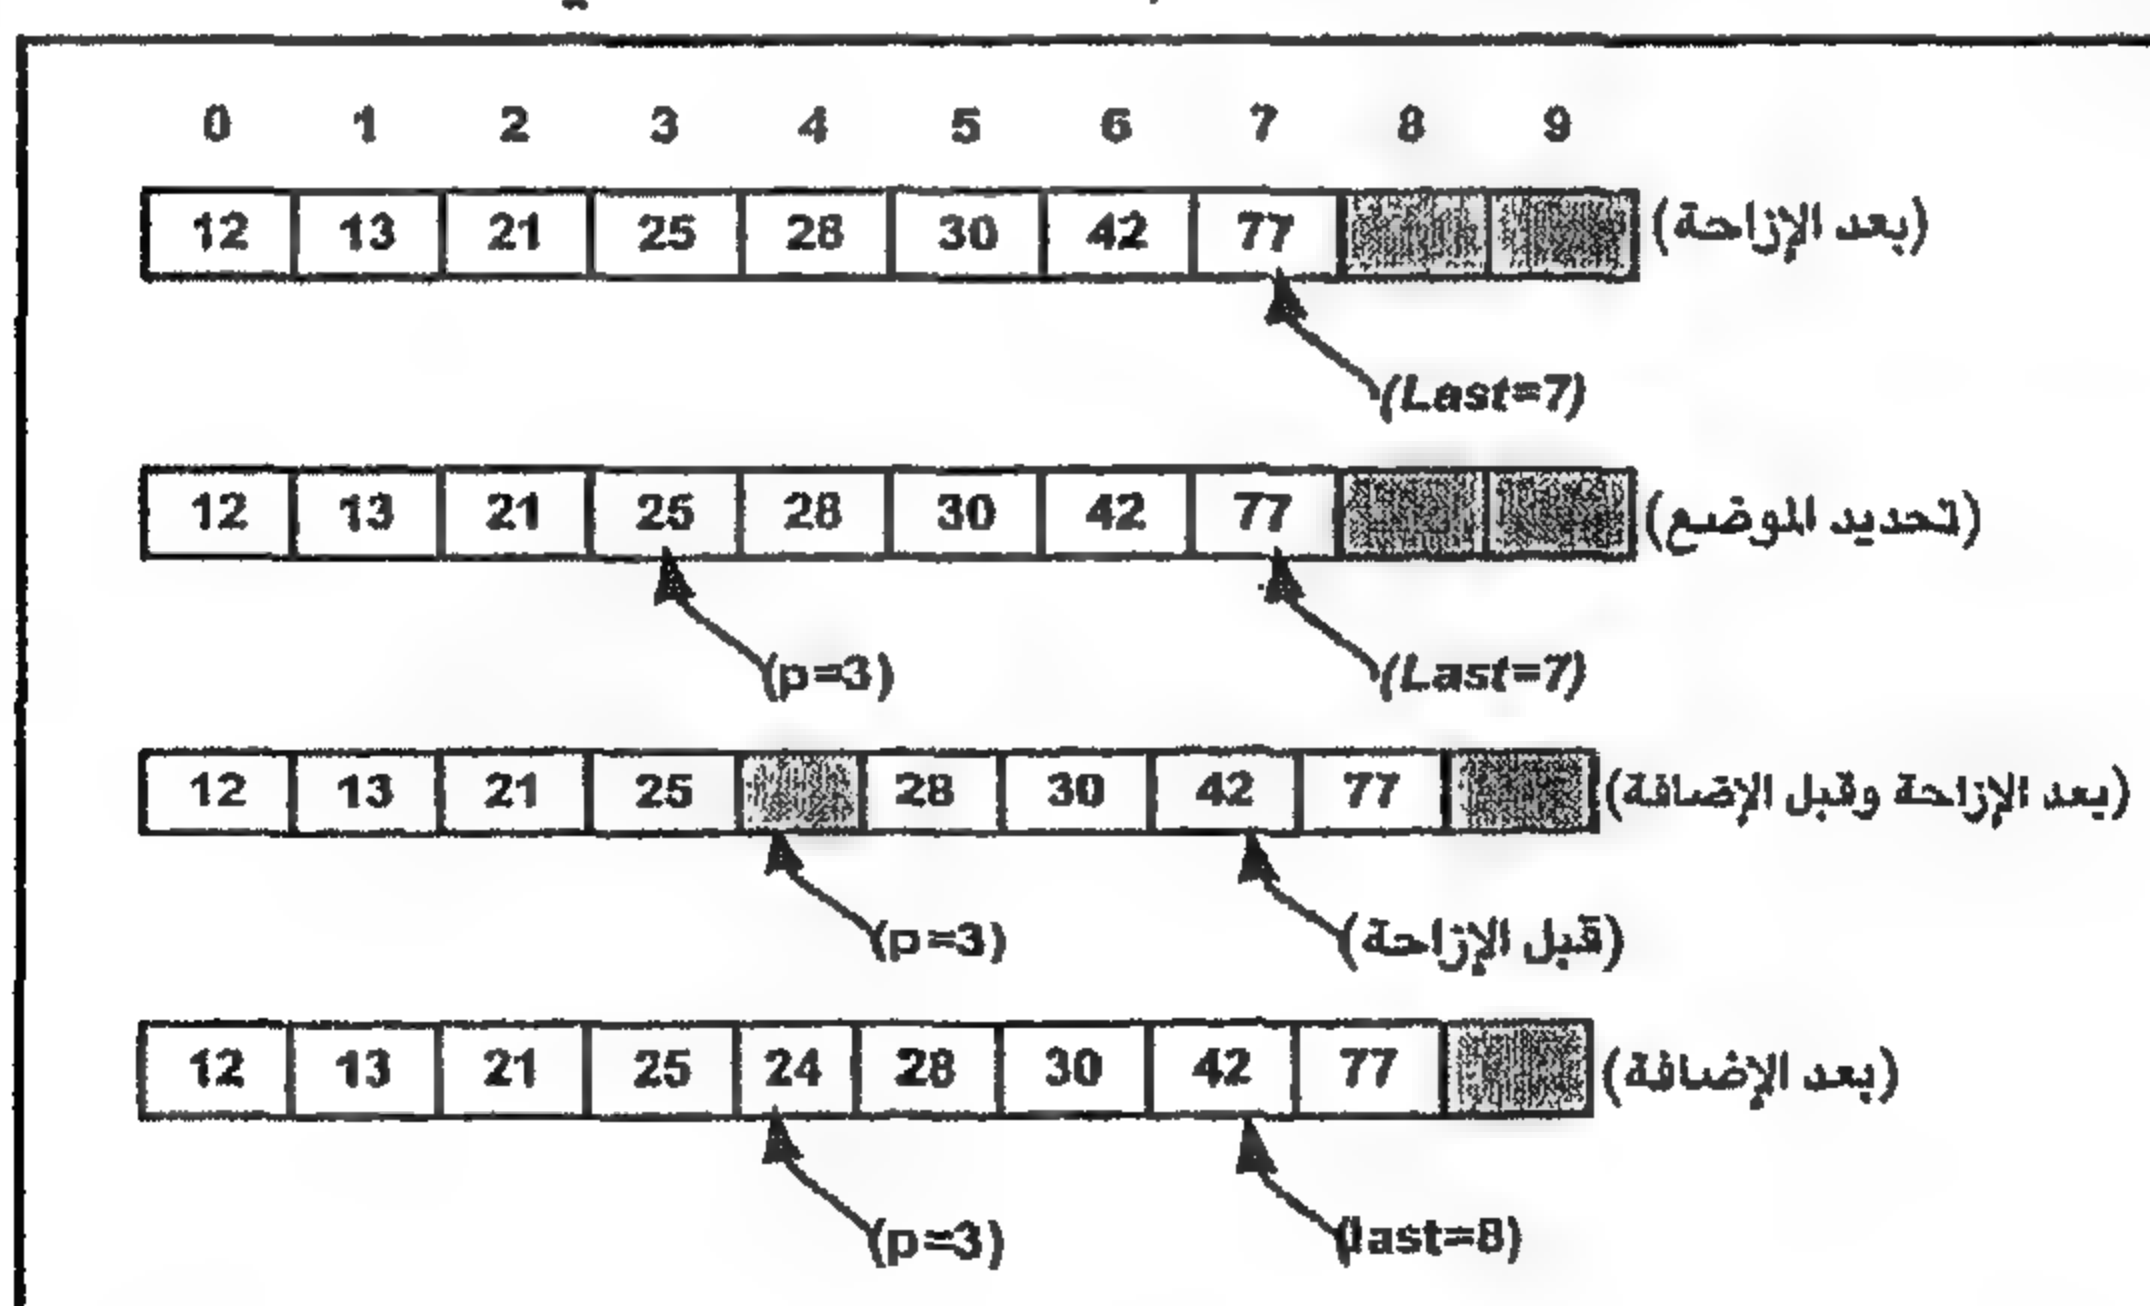 0 1 2 3 4 5 6 7 8 9
12 13 21 25 28 30 42 77 (بعد الإزاحة)
(Last=7)
12 13 21 25 28 30 42 77 (تحديد الموضع)
(p=3) (Last=7)
12 13 21 25 28 30 42 77 (بعد الإزاحة وقبل الإضافة)
(p=3) (قبل الإزاحة)
12 13 21 25 24 28 30 42 77 (بعد الإضافة)
(p=3) (last=8)